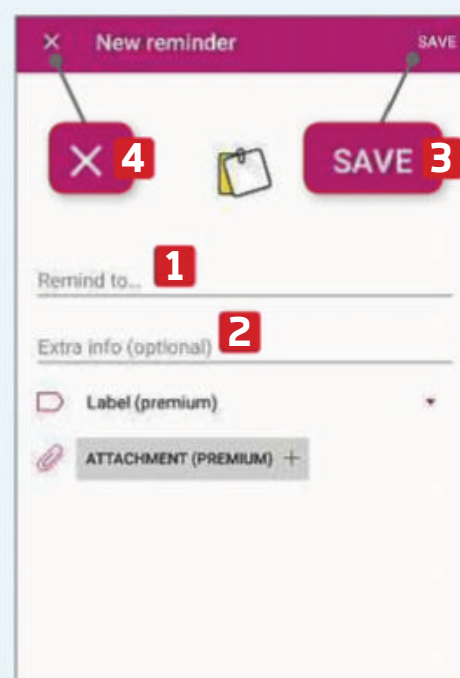 × New reminder SAVE
× 4 SAVE 3
Remind to... 1
Extra info (optional) 2
Label (premium)
ATTACHMENT (PREMIUM) +